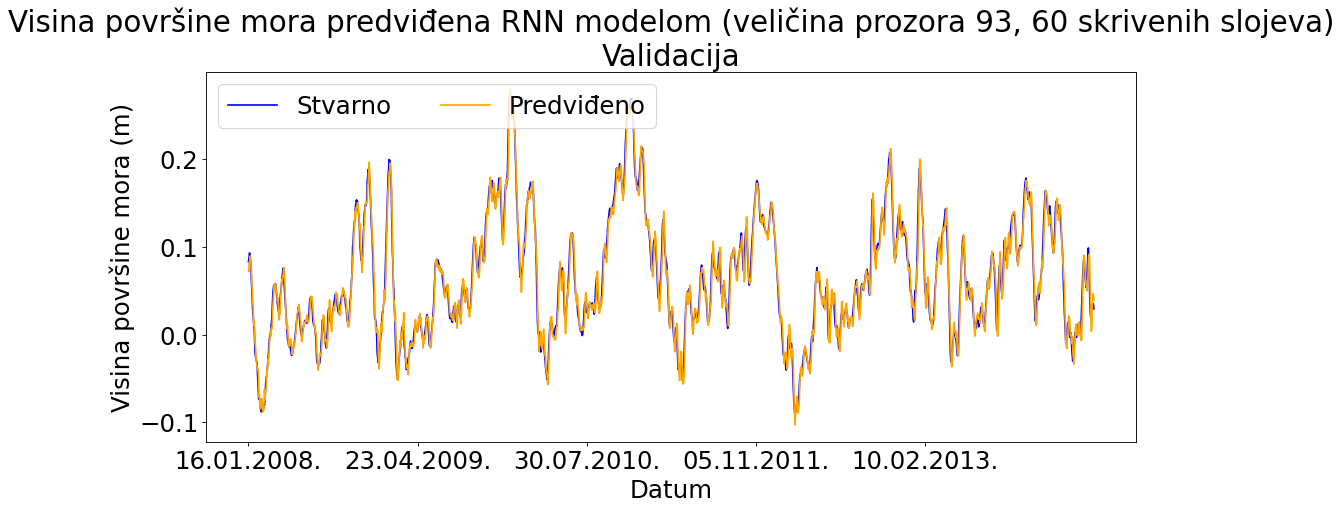 Visina površine mora predviđena RNN modelom (veličina prozora 93, 60 skrivenih slojeva)
Validacija
Stvarno Predviđeno
Visina površine mora (m)
0.2
0.1
0.0
−0.1
16.01.2008. 23.04.2009. 30.07.2010. 05.11.2011. 10.02.2013.
Datum